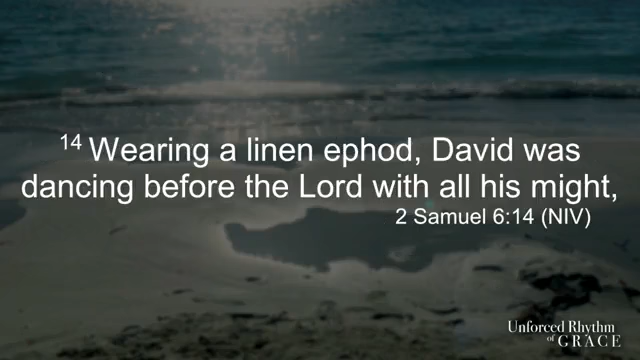 14 Wearing a linen ephod, David was
dancing before the Lord with all his might,
2 Samuel 6:14 (NIV)
Unforced Rhythm
of GRACE